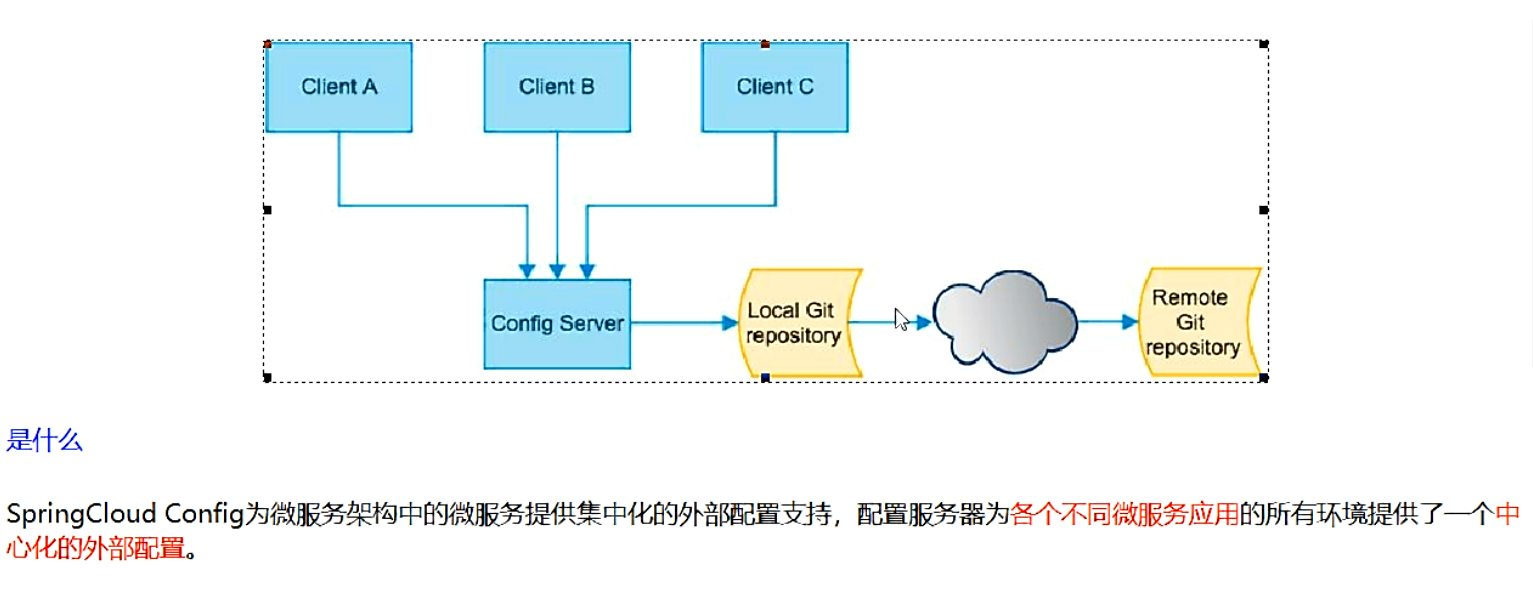 Client A
Client B
Client C
Config Server
Local Git
repository
Remote
Git
repository
是什么
SpringCloud Config为微服务架构中的微服务提供集中化的外部配置支持，配置服务器为各个不同微服务应用的所有环境提供了一个中
心化的外部配置。